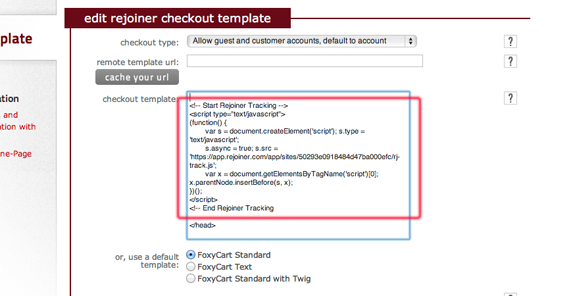 edit rejoiner checkout template
plate
checkout type:
Allow guest and customer accounts, default to account
?
remote template url:
?
cache your url
ation
checkout template:
?
and
ation with
ne-Page
<!-- Start Rejoiner Tracking -->
<script type="text/javascript">
(function() {
var s = document.createElement('script'); s.type =
'text/javascript';
s.async = true; s.src =
'https://app.rejoiner.com/app/sites/50293e0918484d47ba000efc/rj-
track.js';
var x = document.getElementsByTagName('script')[0];
x.parentNode.insertBefore(s, x);
})();
</script>
<!-- End Rejoiner Tracking
</head>
or, use a default
template:
FoxyCart Standard
FoxyCart Text
FoxyCart Standard with Twig